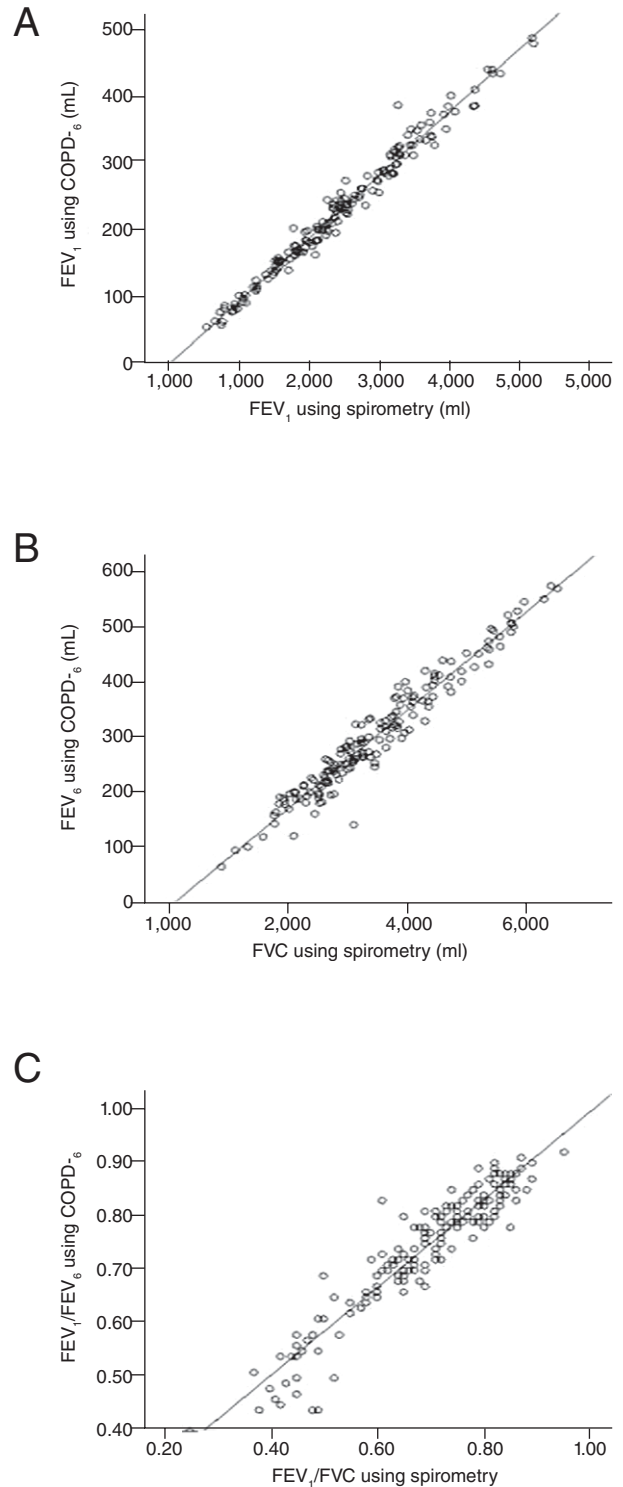 A
500
400
300
200
100
0
FEV1 using COPD-6 (mL)
1,000 1,000 2,000 3,000 4,000 5,000 5,000
FEV1 using spirometry (ml)
B
600
500
400
300
200
100
0
FEV6 using COPD-6 (mL)
1,000 2,000 4,000 6,000
FVC using spirometry (ml)
C
1.00
0.90
0.80
0.70
0.60
0.50
0.40
FEV1/FEV6 using COPD-6
0.20 0.40 0.60 0.80 1.00
FEV1/FVC using spirometry